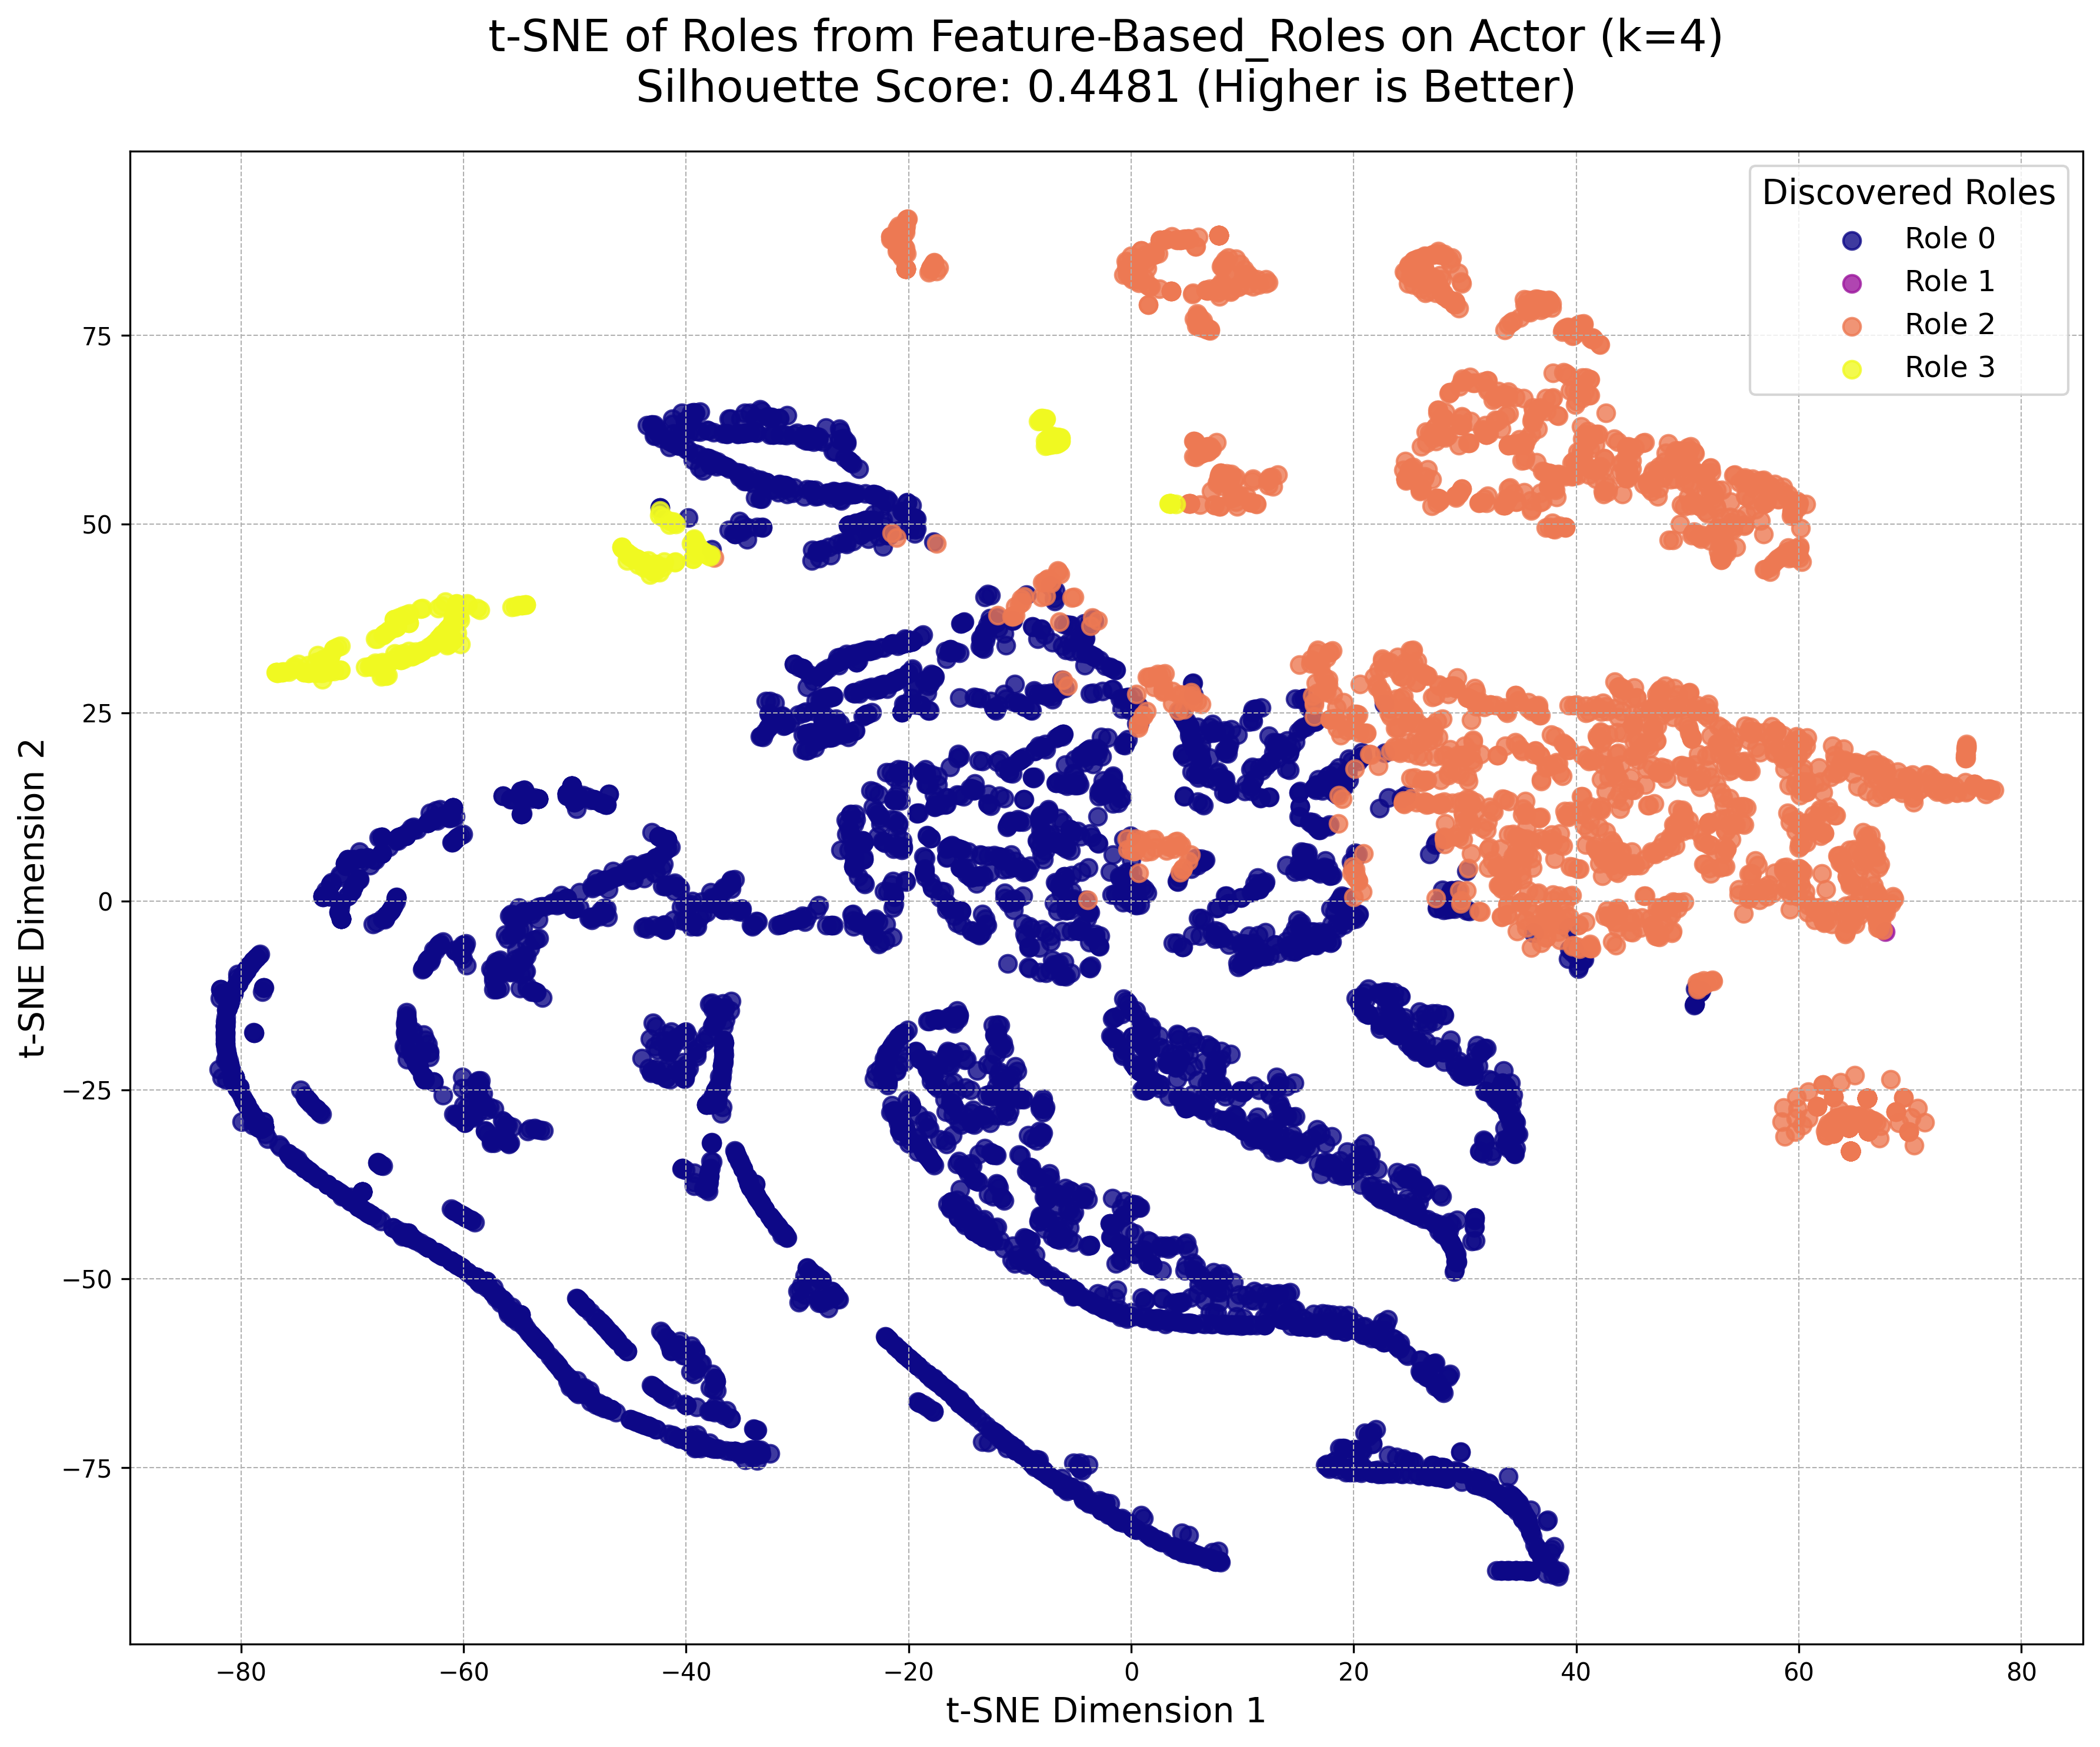 t-SNE of Roles from Feature-Based_Roles on Actor (k=4)
Silhouette Score: 0.4481 (Higher is Better)
Discovered Roles
Role 0
Role 1
Role 2
Role 3
t-SNE Dimension 2
75
50
25
0
−25
−50
−75
−80
−60
−40
−20
0
20
40
60
80
t-SNE Dimension 1